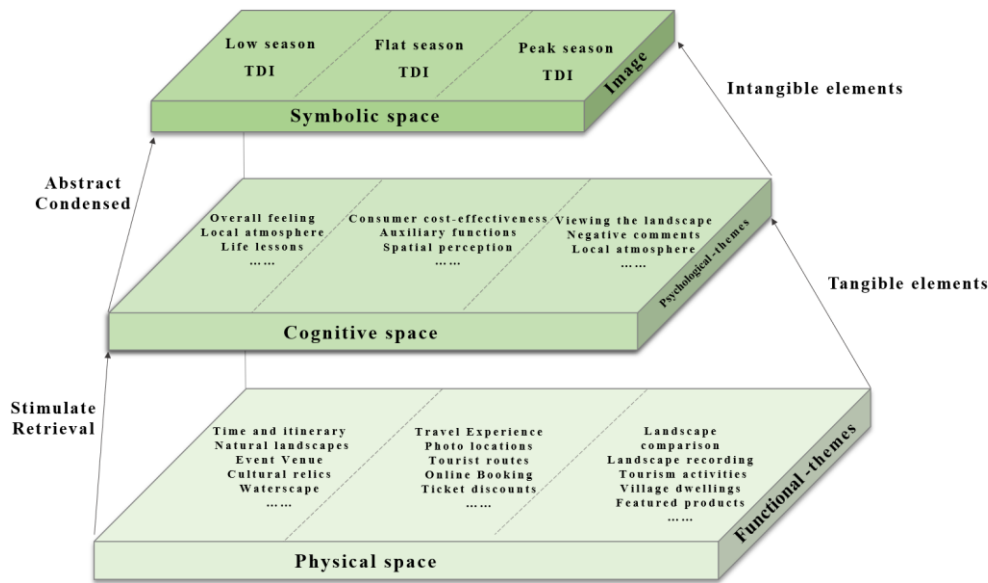 Low season
TDI
Flat season
TDI
Peak season
TDI
Image
Symbolic space
Intangible elements
Abstract
Condensed
Overall feeling
Local atmosphere
Life lessons
... ...
Consumer cost-effectiveness
Auxiliary functions
Spatial perception
... ...
Viewing the landscape
Negative comments
Local atmosphere
... ...
Psychological-themes
Cognitive space
Tangible elements
Stimulate
Retrieval
Time and itinerary
Natural landscapes
Event Venue
Cultural relics
Waterscape
... ...
Travel Experience
Photo locations
Tourist routes
Online Booking
Ticket discounts
... ...
Landscape
comparison
Landscape recording
Tourism activities
Village dwellings
Featured products
... ...
Functional-themes
Physical space